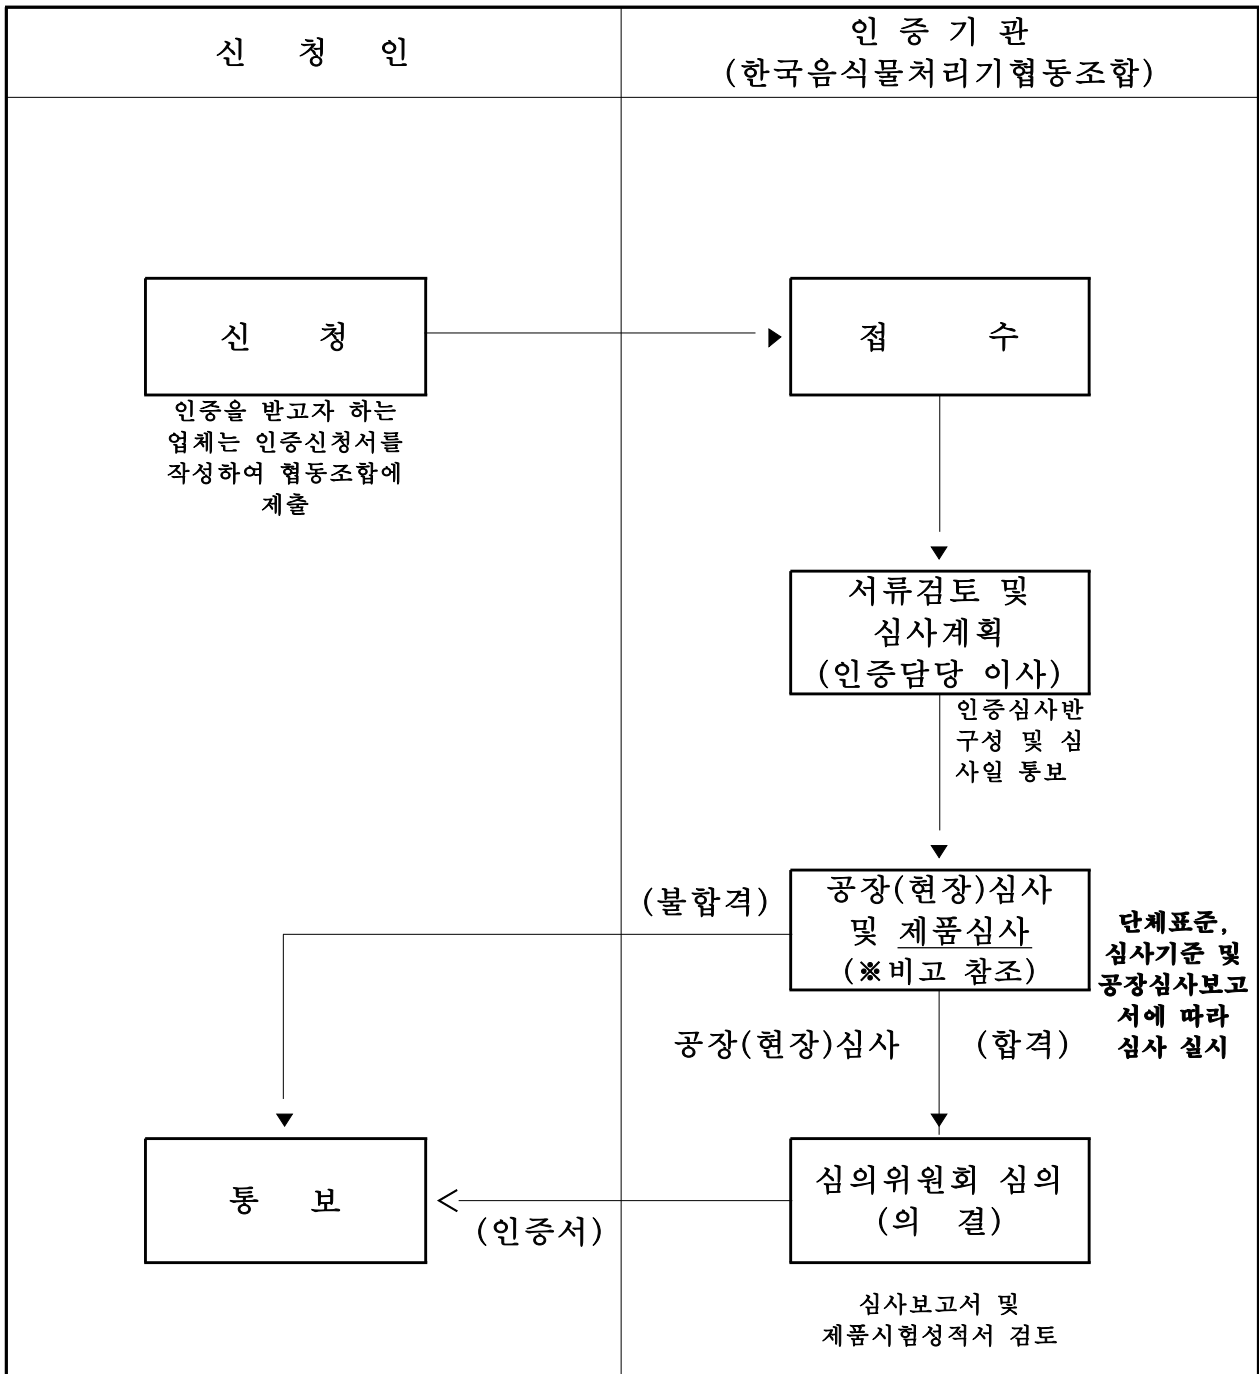 신 청 인
인 증 기 관
(한국음식물처리기협동조합)
신 청
접 수
인증을 받고자 하는
업체는 인증신청서를
작성하여 협동조합에
제출
서류검토 및
심사계획
(인증담당 이사)
인증심사반
구성 및 심
사일 통보
(불합격)
공장(현장)심사
및 제품심사
(※비고 참조)
단체표준,
심사기준 및
공장심사보고
서에 따라
심사 실시
공장(현장)심사 (합격)
통 보
(인증서)
심의위원회 심의
(의 결)
심사보고서 및
제품시험성적서 검토